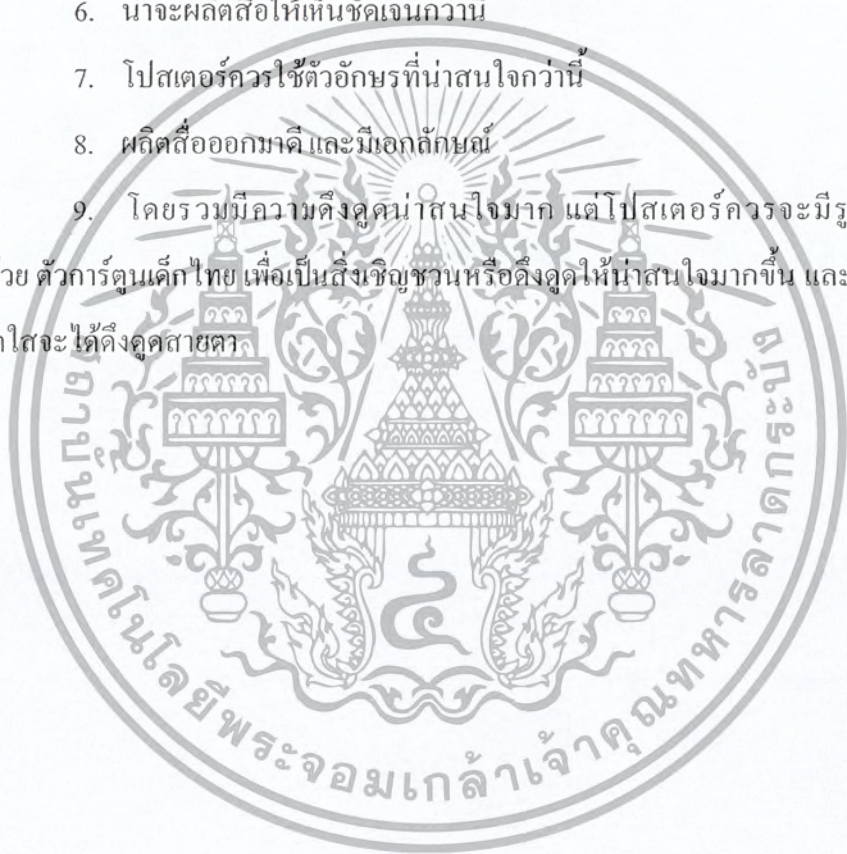 6. น่าจะผลิตสื่อให้เห็นชัดเจนกว่านี้
7. โปสเตอร์ควรใช้ตัวอักษรที่น่าสนใจกว่านี้
8. ผลิตสื่อออกมาดี และมีเอกลักษณ์
9. โดยรวมมีความดึงดูดน่าสนใจมาก แต่โปสเตอร์ควรจะมีรู
วย ตัวการ์ตูนเด็กไทย เพื่อเป็นสิ่งเชิญชวนหรือดึงดูดให้น่าสนใจมากขึ้น และ
ใสจะได้ดึงดูดสายตา
สถาบันเทคโนโลยีพระจอมเกล้าเจ้าคุณทหารลาดกระบัง